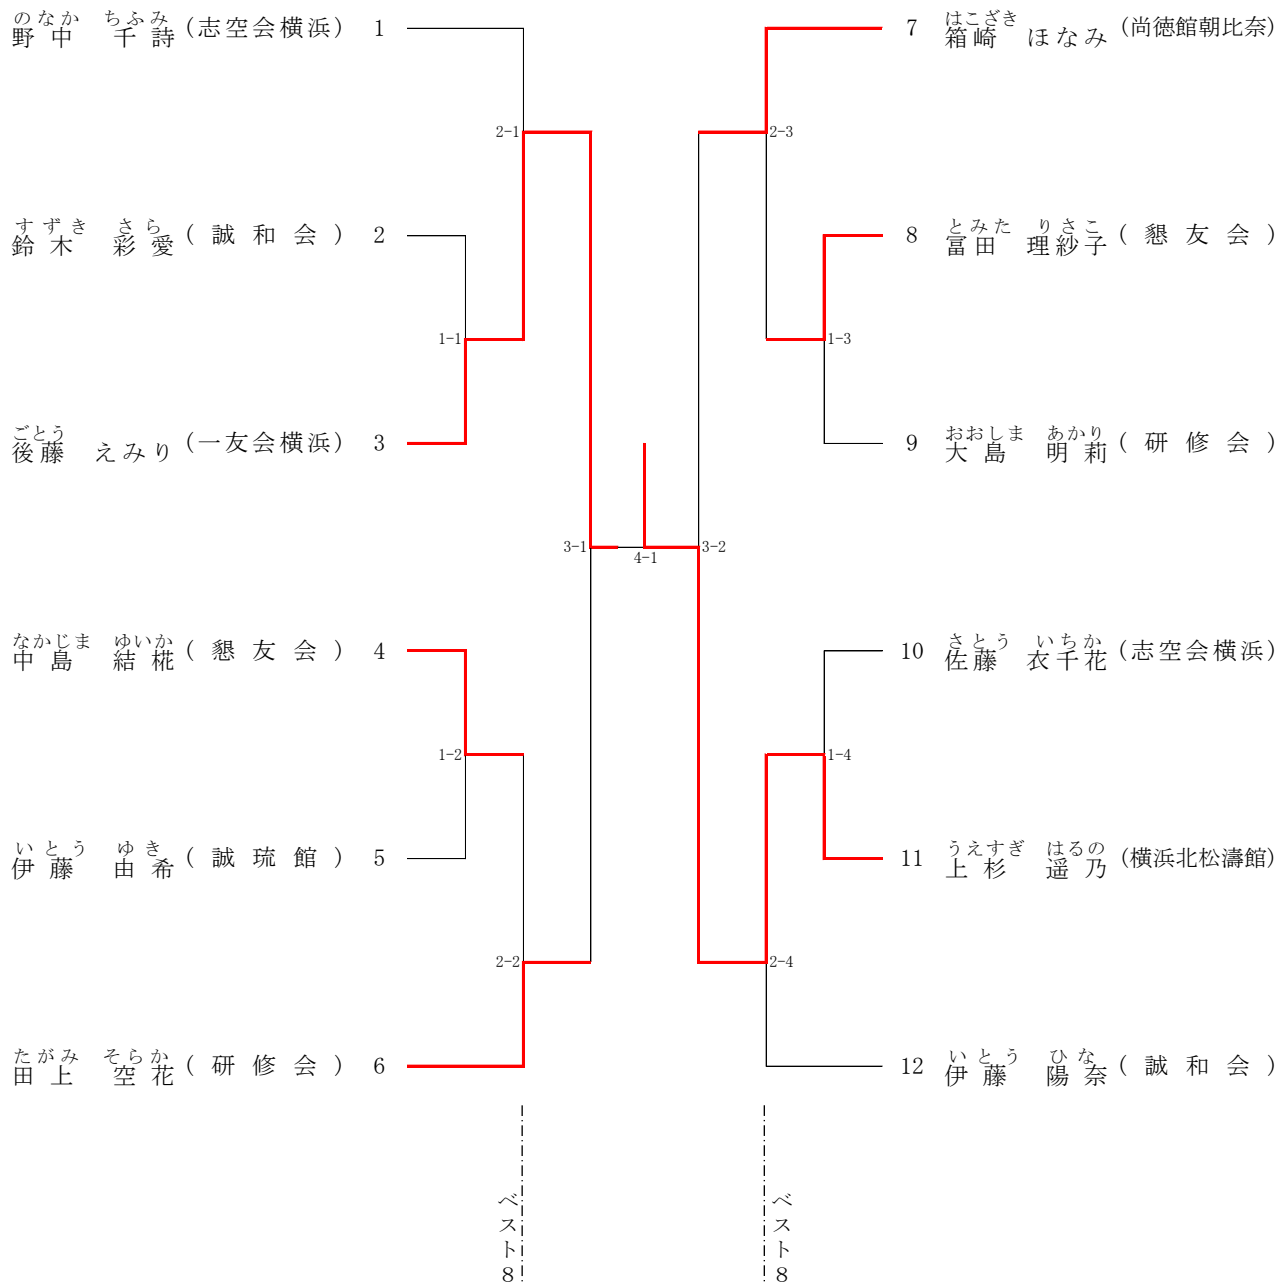 のなか ちふみ
野中 千詩 (志空会横浜) 1
すずき さら
鈴木 彩愛 (誠和会) 2
ごとう
後藤 えみり (一友会横浜) 3
なかじま ゆいか
中島 結椛 (懇友会) 4
いとう ゆき
伊藤 由希 (誠琉館) 5
たがみ そらか
田上 空花 (研修会) 6
2-1
1-1
3-1
4-1
3-2
1-2
2-2
2-3
1-3
1-4
2-4
はこざき
7 箱崎 ほなみ (尚徳館朝比奈)
とみた りさこ
8 冨田 理紗子 (懇友会)
おおしま あかり
9 大島 明莉 (研修会)
さとう いちか
10 佐藤 衣千花 (志空会横浜)
うえすぎ はるの
11 上杉 遥乃 (横浜北松濤館)
いとう ひな
12 伊藤 陽奈 (誠和会)
ベスト8
ベスト8